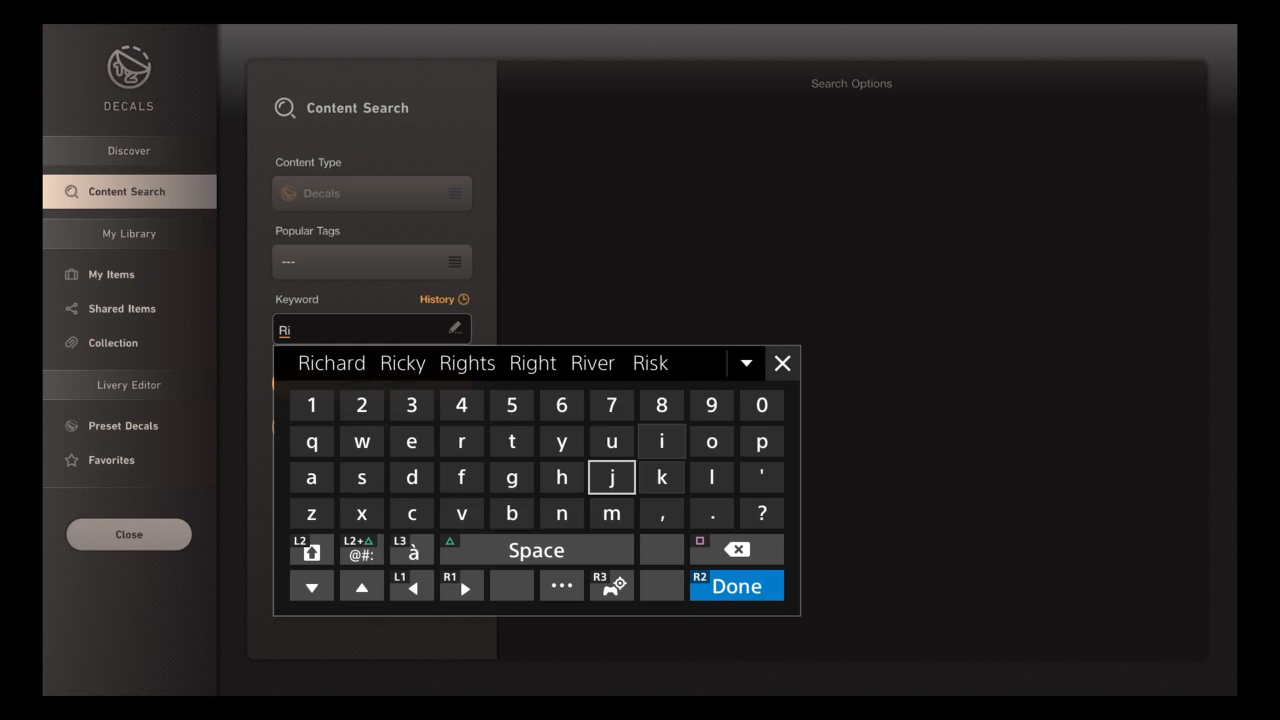 DECALS
Discover
Content Search
My Library
My Items
Shared Items
Collection
Livery Editor
Preset Decals
Favorites
Close
Content Search
Content Type
Decals
Popular Tags
---
Keyword History
Ri
Search Options
Richard Ricky Rights Right River Risk
1 2 3 4 5 6 7 8 9 0
q w e r t y u i o p
a s d f g h j k l '
z x c v b n m , . ?
L2 L2+△ @#: L3 à △ Space □
L1 R1 ... R3 R2 Done